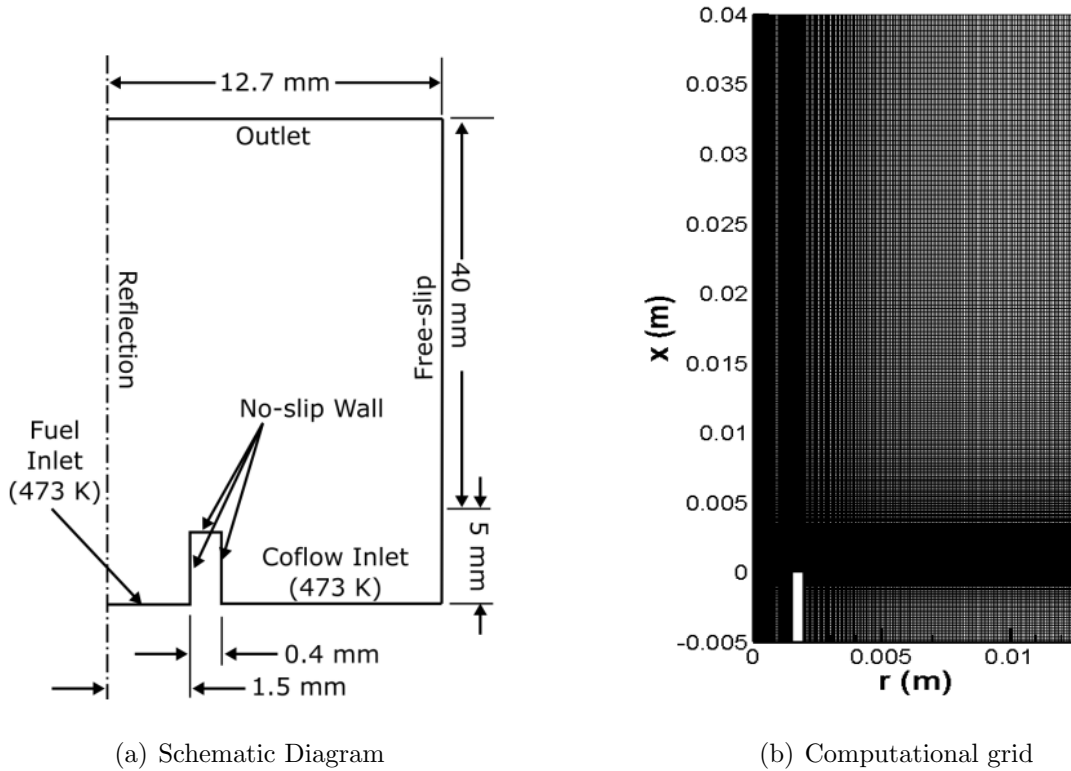 12.7 mm
Outlet
Reflection
Free-slip
40 mm
No-slip Wall
Fuel
Inlet
(473 K)
Coflow Inlet
(473 K)
5 mm
0.4 mm
1.5 mm
(a) Schematic Diagram
0.04
0.035
0.03
0.025
0.02
0.015
0.01
0.005
0
-0.005
x (m)
0
0.005
0.01
r (m)
(b) Computational grid